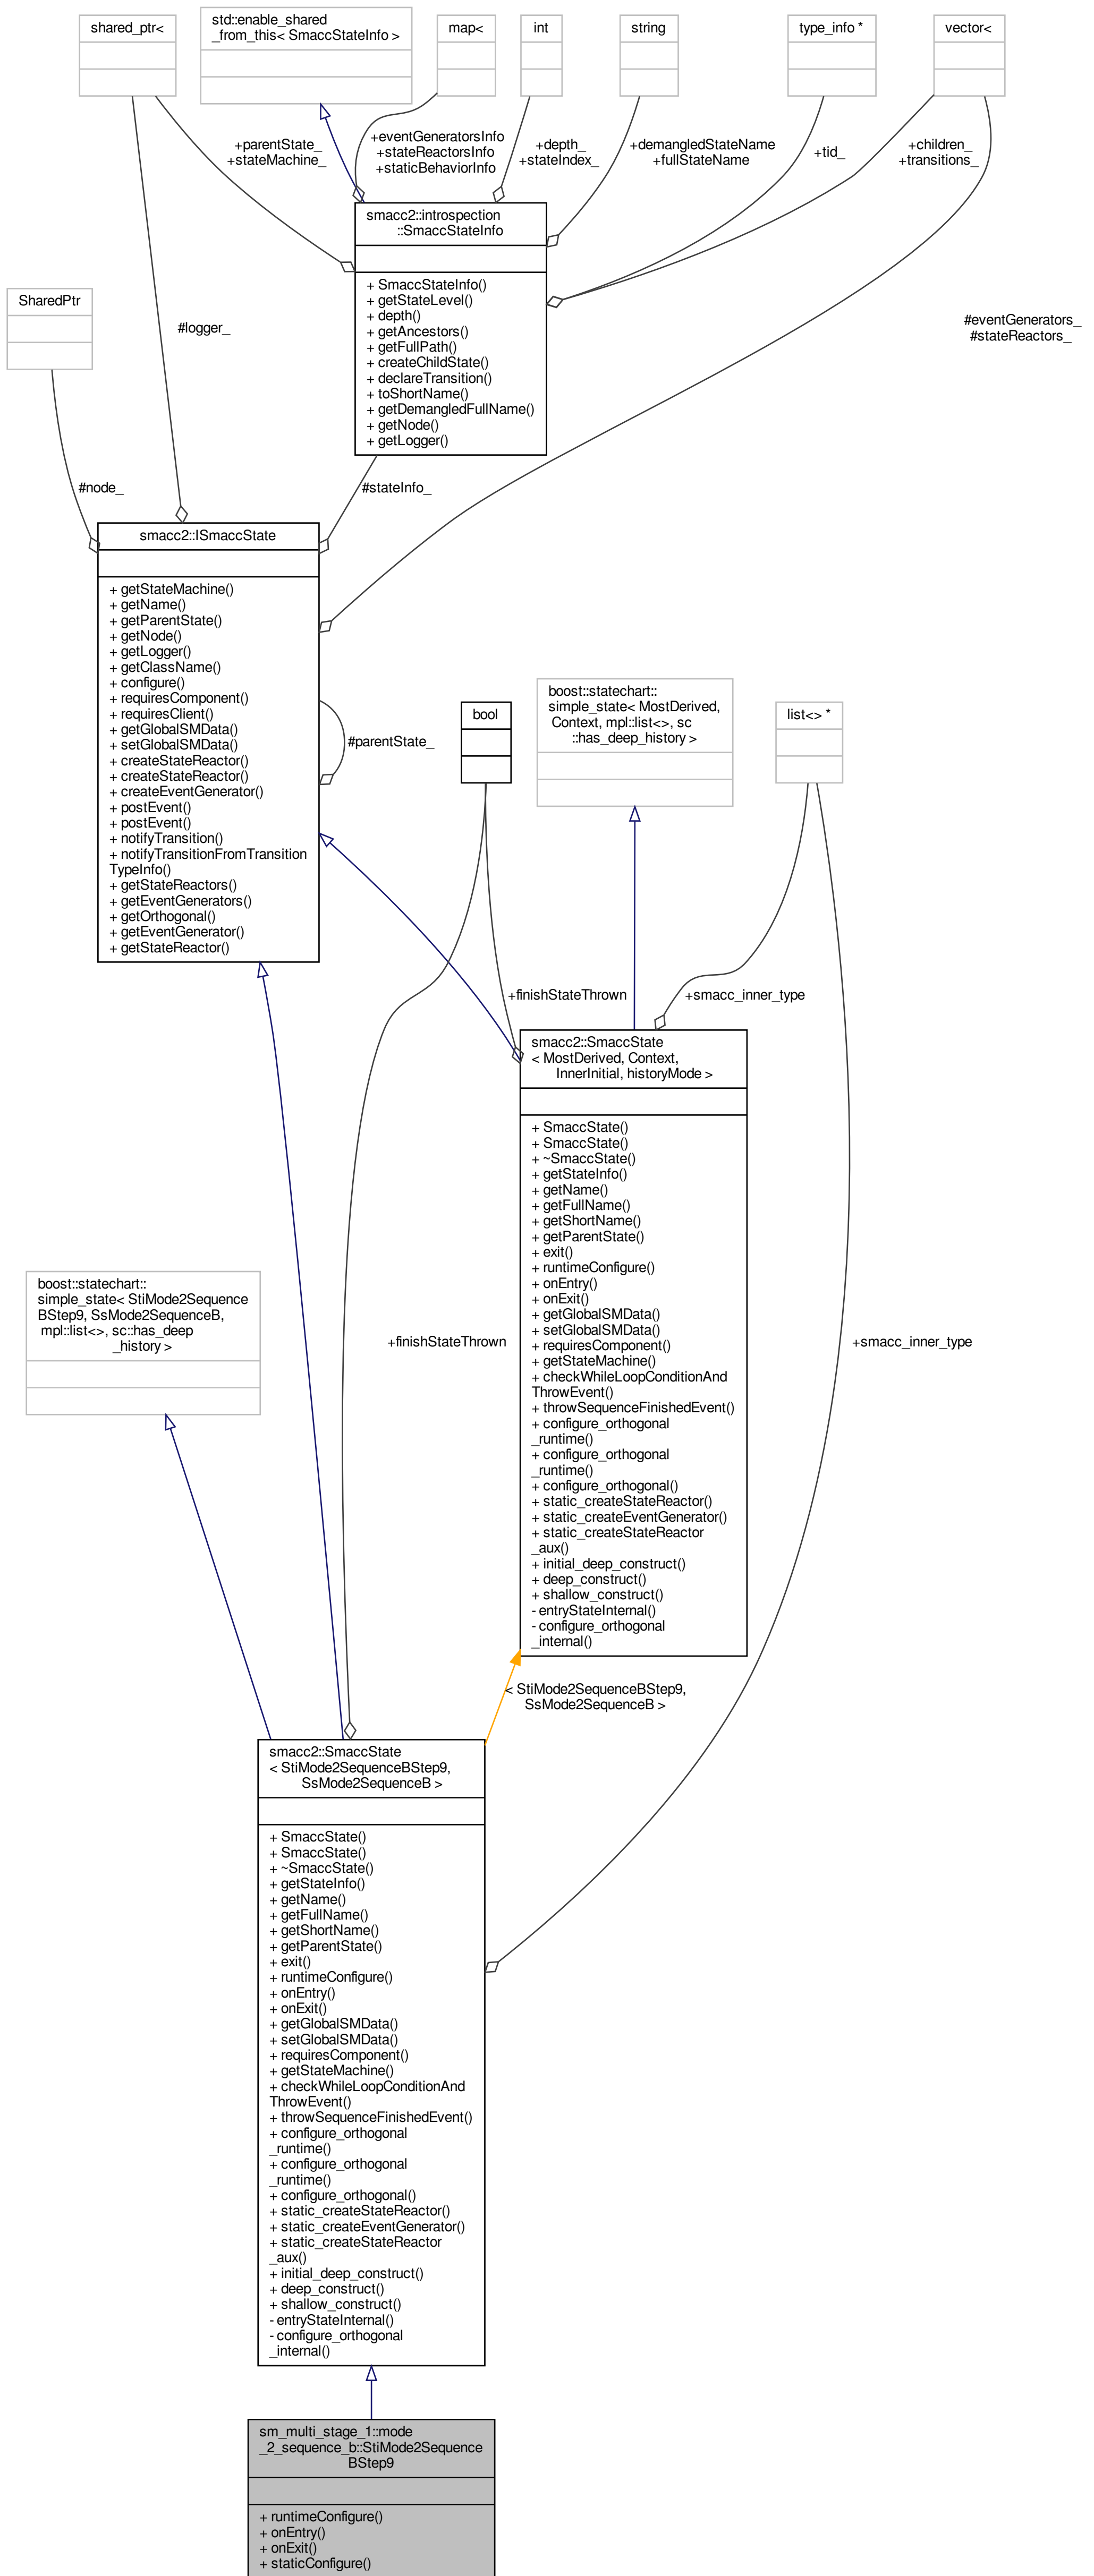 shared_ptr<
std::enable_shared
_from_this< SmaccStateInfo >
map<
int
string
type_info *
vector<
+parentState_
+stateMachine_
+eventGeneratorsInfo
+stateReactorsInfo
+staticBehaviorInfo
+depth_
+stateIndex_
+demangledStateName
+fullStateName
+tid_
+children_
+transitions_
smacc2::introspection
::SmaccStateInfo
+ SmaccStateInfo()
+ getStateLevel()
+ depth()
+ getAncestors()
+ getFullPath()
+ createChildState()
+ declareTransition()
+ toShortName()
+ getDemangledFullName()
+ getNode()
+ getLogger()
SharedPtr
#logger_
#eventGenerators_
#stateReactors_
#node_
#stateInfo_
smacc2::ISmaccState
+ getStateMachine()
+ getName()
+ getParentState()
+ getNode()
+ getLogger()
+ getClassName()
+ configure()
+ requiresComponent()
+ requiresClient()
+ getGlobalSMData()
+ setGlobalSMData()
+ createStateReactor()
+ createStateReactor()
+ createEventGenerator()
+ postEvent()
+ postEvent()
+ notifyTransition()
+ notifyTransitionFromTransition
TypeInfo()
+ getStateReactors()
+ getEventGenerators()
+ getOrthogonal()
+ getEventGenerator()
+ getStateReactor()
#parentState_
bool
boost::statechart::
simple_state< MostDerived,
Context, mpl::list<>, sc
::has_deep_history >
list<> *
+finishStateThrown
+smacc_inner_type
smacc2::SmaccState
< MostDerived, Context,
InnerInitial, historyMode >
+ SmaccState()
+ SmaccState()
+ ~SmaccState()
+ getStateInfo()
+ getName()
+ getFullName()
+ getShortName()
+ getParentState()
+ exit()
+ runtimeConfigure()
+ onEntry()
+ onExit()
+ getGlobalSMData()
+ setGlobalSMData()
+ requiresComponent()
+ getStateMachine()
+ checkWhileLoopConditionAnd
ThrowEvent()
+ throwSequenceFinishedEvent()
+ configure_orthogonal
_runtime()
+ configure_orthogonal
_runtime()
+ configure_orthogonal()
+ static_createStateReactor()
+ static_createEventGenerator()
+ static_createStateReactor
_aux()
+ initial_deep_construct()
+ deep_construct()
+ shallow_construct()
- entryStateInternal()
- configure_orthogonal
_internal()
boost::statechart::
simple_state< StiMode2Sequence
BStep9, SsMode2SequenceB,
mpl::list<>, sc::has_deep
_history >
+finishStateThrown
+smacc_inner_type
< StiMode2SequenceBStep9,
SsMode2SequenceB >
smacc2::SmaccState
< StiMode2SequenceBStep9,
SsMode2SequenceB >
+ SmaccState()
+ SmaccState()
+ ~SmaccState()
+ getStateInfo()
+ getName()
+ getFullName()
+ getShortName()
+ getParentState()
+ exit()
+ runtimeConfigure()
+ onEntry()
+ onExit()
+ getGlobalSMData()
+ setGlobalSMData()
+ requiresComponent()
+ getStateMachine()
+ checkWhileLoopConditionAnd
ThrowEvent()
+ throwSequenceFinishedEvent()
+ configure_orthogonal
_runtime()
+ configure_orthogonal
_runtime()
+ configure_orthogonal()
+ static_createStateReactor()
+ static_createEventGenerator()
+ static_createStateReactor
_aux()
+ initial_deep_construct()
+ deep_construct()
+ shallow_construct()
- entryStateInternal()
- configure_orthogonal
_internal()
sm_multi_stage_1::mode
_2_sequence_b::StiMode2Sequence
BStep9
+ runtimeConfigure()
+ onEntry()
+ onExit()
+ staticConfigure()